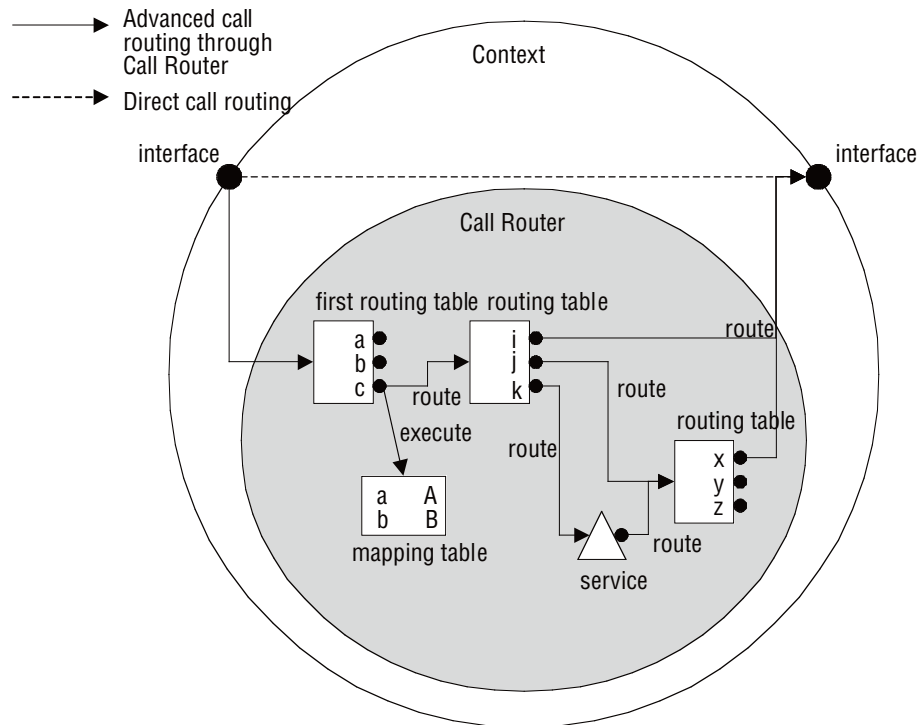 Advanced call
routing through
Call Router
Direct call routing
Context
interface
interface
Call Router
first routing table
routing table
a
b
c
i
j
k
route
route
route
execute
route
routing table
x
y
z
a A
b B
mapping table
route
service